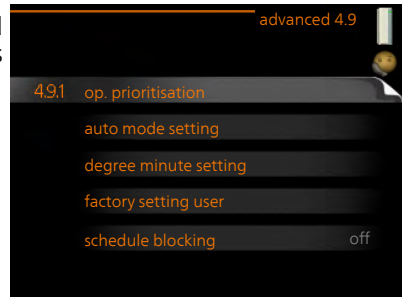 advanced 4.9
4.9.1 op. prioritisation
auto mode setting
degree minute setting
factory setting user
schedule blocking off